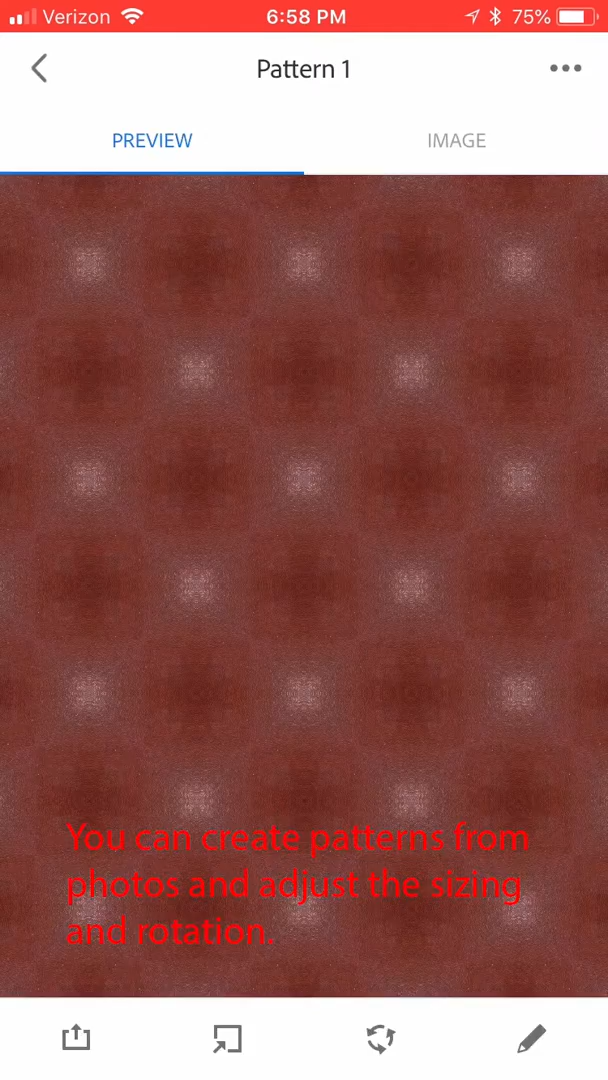 Verizon 6:58 PM 75%
Pattern 1
PREVIEW IMAGE
You can create patterns from
photos and adjust the sizing
and rotation.